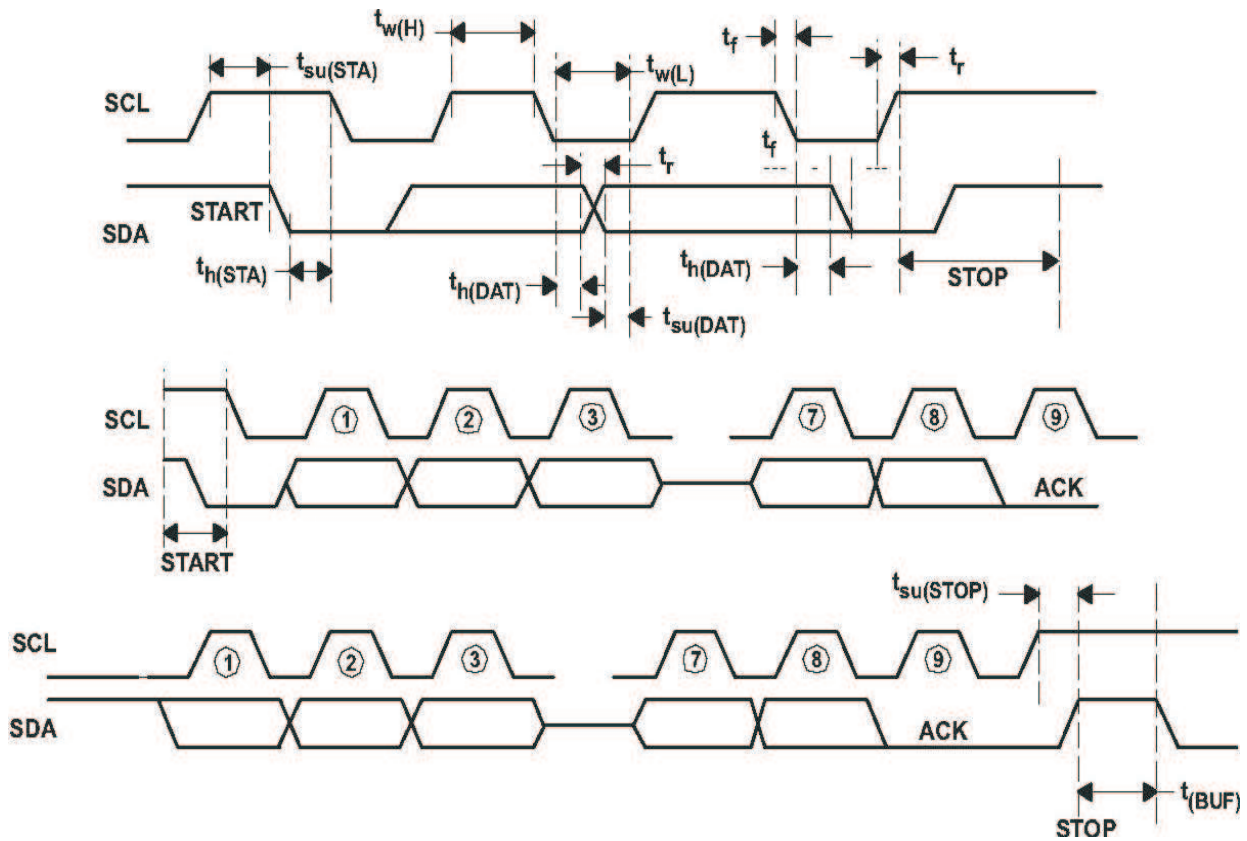 tw(H)
tf
tr
tsu(STA)
tw(L)
SCL
tr
tf
START
SDA
th(STA)
th(DAT)
tsu(DAT)
th(DAT)
STOP
SCL
1 2 3 7 8 9
SDA
ACK
START
tsu(STOP)
SCL
1 2 3 7 8 9
SDA
ACK
t(BUF)
STOP